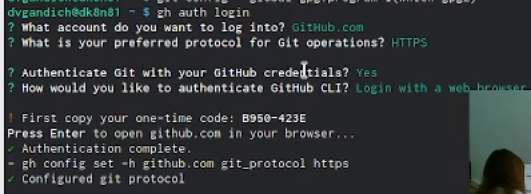 dvgandich@dk8n81 ~ $ gh auth login
? What account do you want to log into? GitHub.com
? What is your preferred protocol for Git operations? HTTPS
? Authenticate Git with your GitHub credentials? Yes
? How would you like to authenticate GitHub CLI? Login with a web browser
! First copy your one-time code: B950-423E
Press Enter to open github.com in your browser...
✓ Authentication complete.
- gh config set -h github.com git_protocol https
✓ Configured git protocol